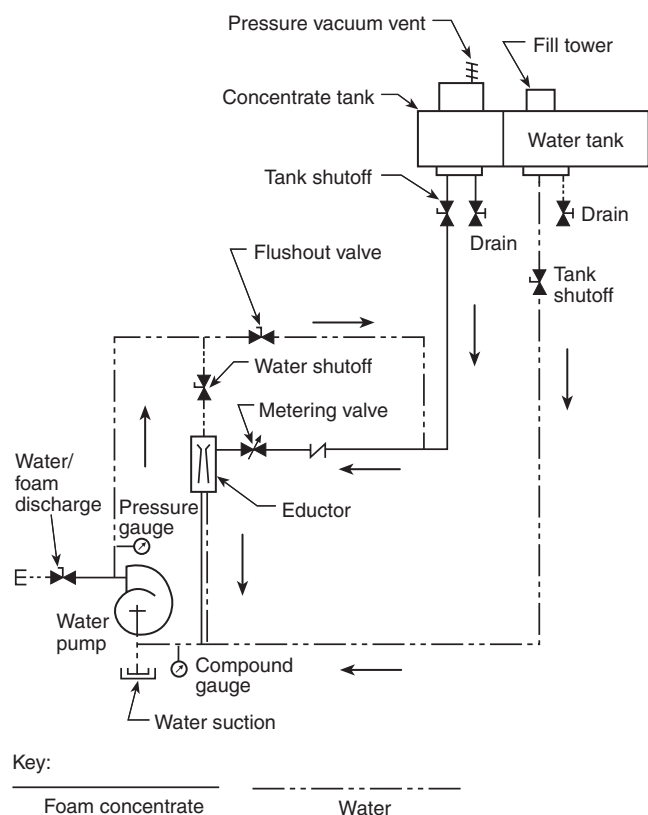 Pressure vacuum vent
Fill tower
Concentrate tank
Water tank
Tank shutoff
Drain
Drain
Flushout valve
Tank
shutoff
Water shutoff
Metering valve
Water/
foam
discharge
Pressure
gauge
Eductor
Water
pump
Compound
gauge
Water suction
Key:
Foam concentrate
Water